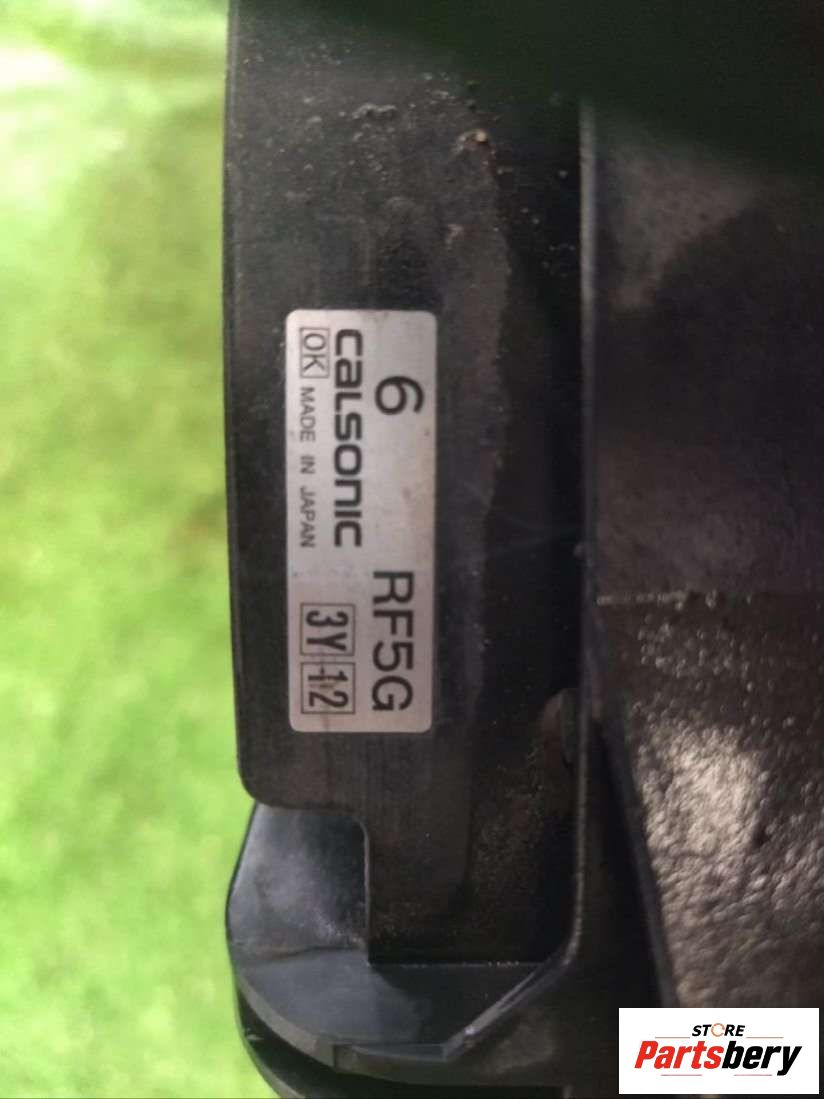 6 RF5G
calsonic 3Y 12
OK MADE IN JAPAN
STORE
Partsbery